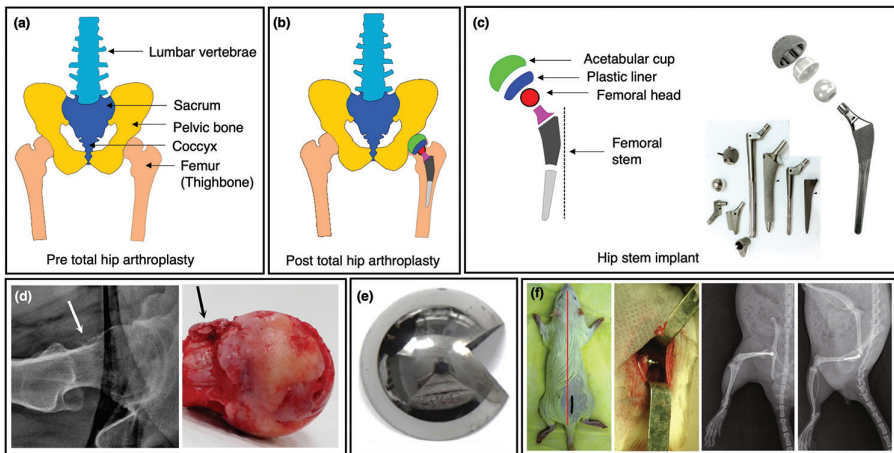 (a)
Lumbar vertebrae
Sacrum
Pelvic bone
Coccyx
Femur
(Thighbone)
Pre total hip arthroplasty
(b)
Post total hip arthroplasty
(c)
Acetabular cup
Plastic liner
Femoral head
Femoral
stem
Hip stem implant
(d)
(e)
(f)